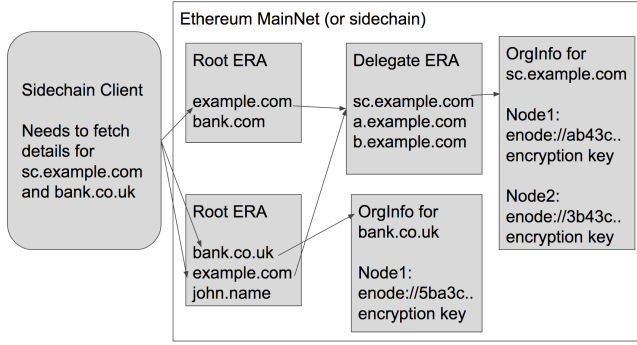 Ethereum MainNet (or sidechain)
Sidechain Client
Needs to fetch
details for
sc.example.com
and bank.co.uk
Root ERA
example.com
bank.com
Delegate ERA
sc.example.com
a.example.com
b.example.com
OrgInfo for
sc.example.com
Node1:
enode://ab43c..
encryption key
Node2:
enode://3b43c..
encryption key
Root ERA
bank.co.uk
example.com
john.name
OrgInfo for
bank.co.uk
Node1:
enode://5ba3c..
encryption key